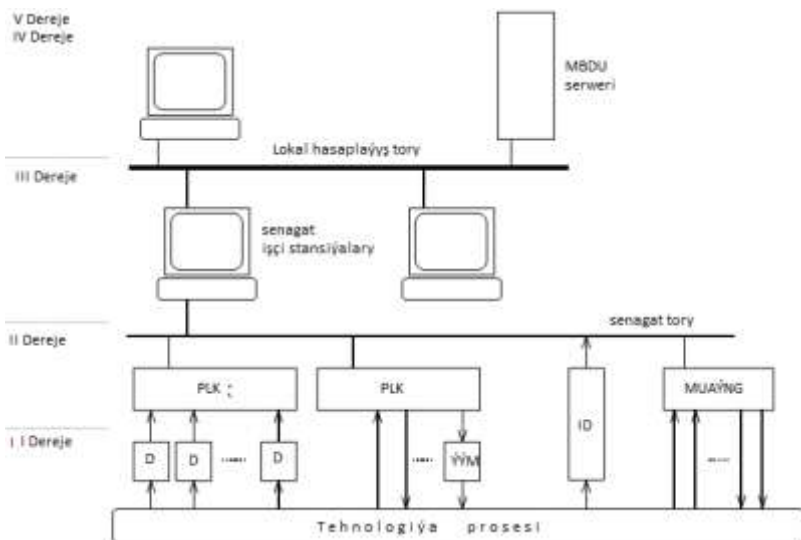 V Dereje
IV Dereje
MBDU
serweri
Lokal hasaplaýyş tory
III Dereje
senagat
işçi stansiýalary
senagat tory
II Dereje
PLK ;
PLK
ID
MUAÝNG
I I Dereje
D
D
......
D
......
ÝÝM
......
Tehnologiýa prosesi